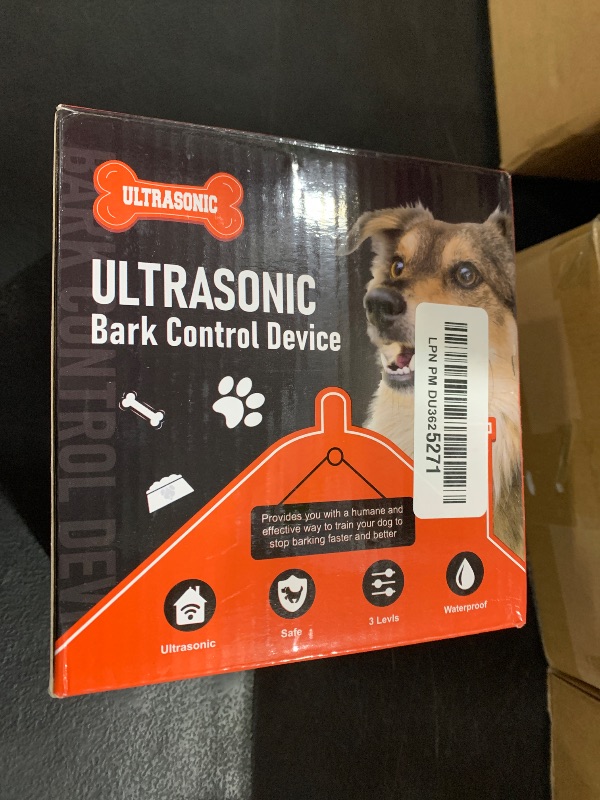 ULTRASONIC
ULTRASONIC
Bark Control Device
BARK CONTROL DEVI
LPN PM DU3625271
Provides you with a humane and
effective way to train your dog to
stop barking faster and better
Ultrasonic
Safe
3 Levls
Waterproof